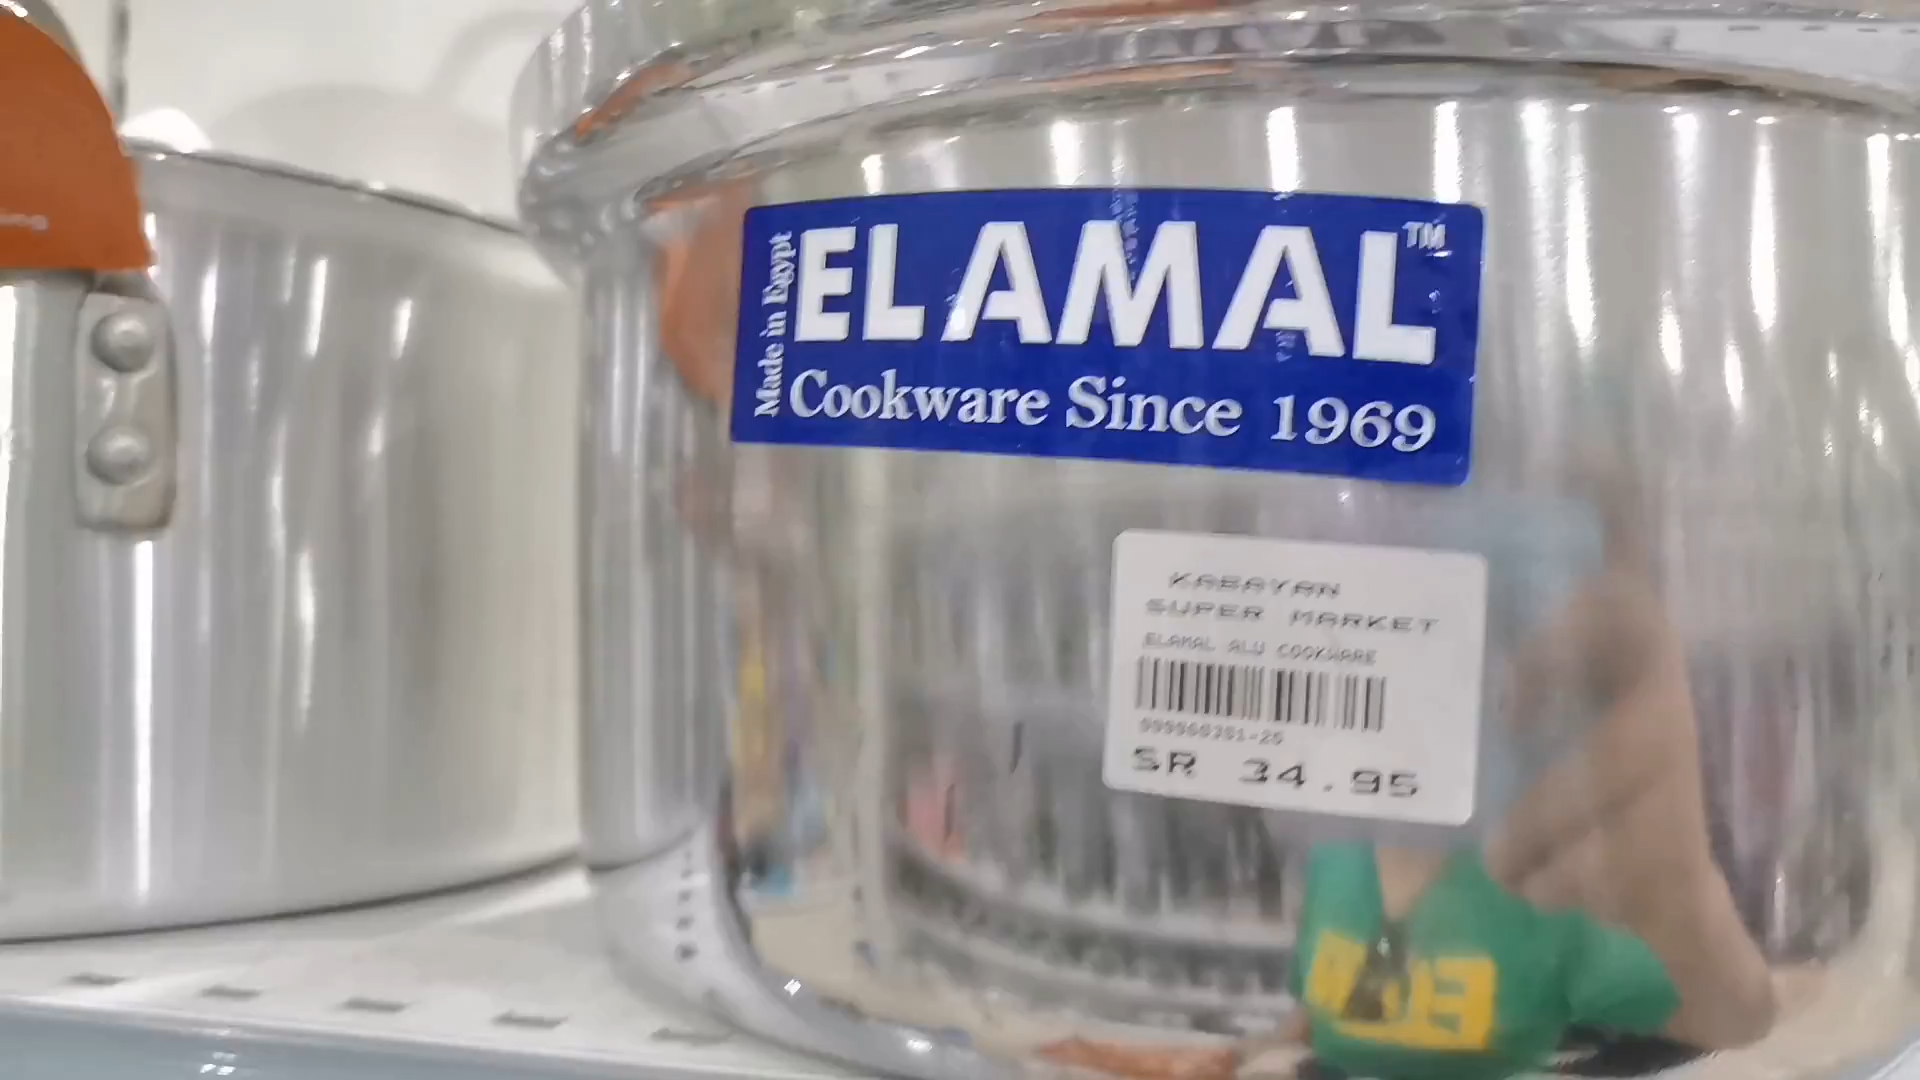 Made in Egypt
ELAMAL™
Cookware Since 1969
KABAYAN
SUPER MARKET
ELAMAL ALU COOKWARE
SR 34.95